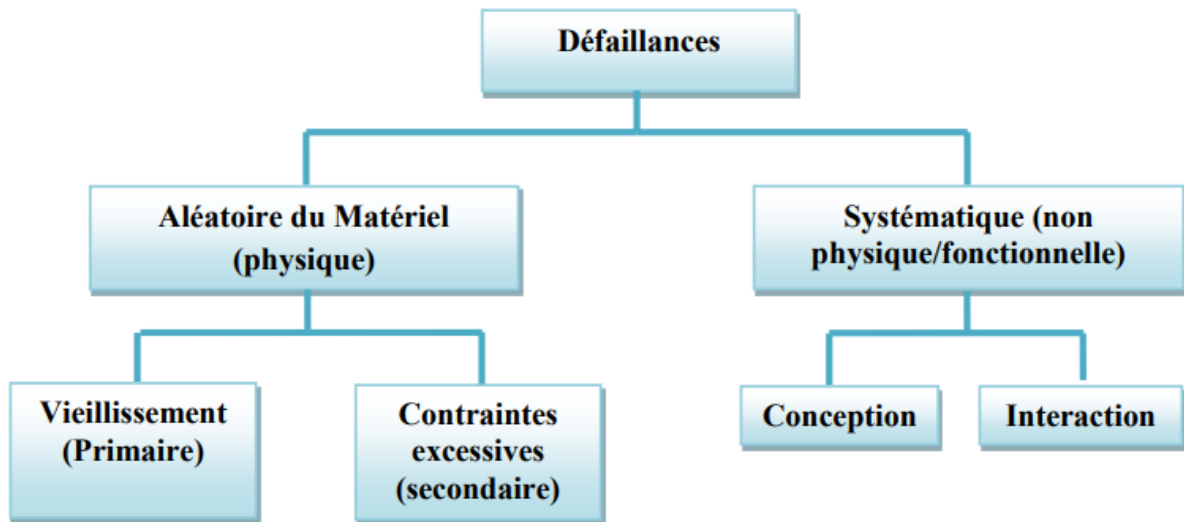 Défaillances
Aléatoire du Matériel
(physique)
Systématique (non
physique/fonctionnelle)
Vieillissement
(Primaire)
Contraintes
excessives
(secondaire)
Conception
Interaction